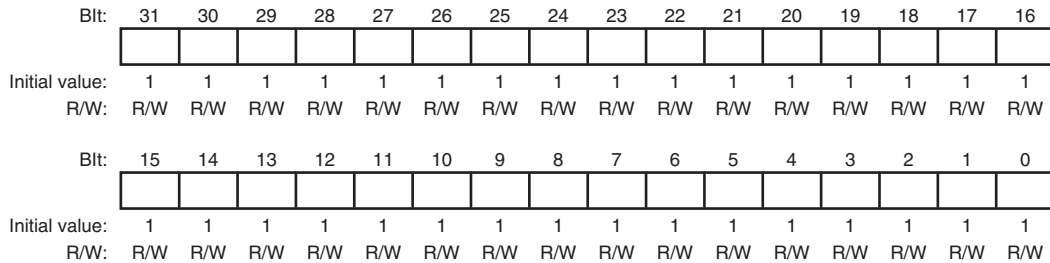 BIt: 31 30 29 28 27 26 25 24 23 22 21 20 19 18 17 16
Initial value: 1 1 1 1 1 1 1 1 1 1 1 1 1 1 1 1
R/W: R/W R/W R/W R/W R/W R/W R/W R/W R/W R/W R/W R/W R/W R/W R/W R/W
BIt: 15 14 13 12 11 10 9 8 7 6 5 4 3 2 1 0
Initial value: 1 1 1 1 1 1 1 1 1 1 1 1 1 1 1 1
R/W: R/W R/W R/W R/W R/W R/W R/W R/W R/W R/W R/W R/W R/W R/W R/W R/W